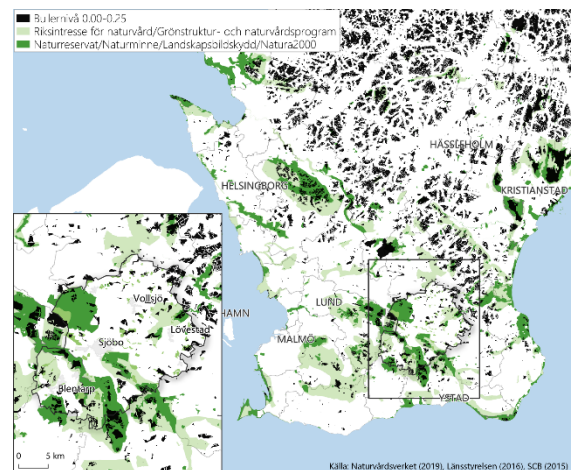 Bullernivå 0.00-0.25
Riksintresse för naturvård/Grönstruktur- och naturvårdsprogram
Naturreservat/Naturminne/Landskapsbildskydd/Natura2000
HÄSSLEHOLM
HELSINGBORG
KRISTIANSTAD
Vollsjö
HAMN
LUND
Lövestad
Sjöbo
MALMÖ
Blentarp
YSTAD
0 5 km
Källa: Naturvårdsverket (2019), Länsstyrelsen (2016), SCB (2015)